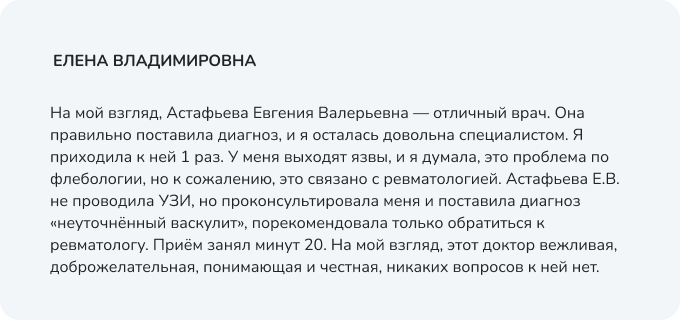 ЕЛЕНА ВЛАДИМИРОВНА
На мой взгляд, Астафьева Евгения Валерьевна — отличный врач. Она
правильно поставила диагноз, и я осталась довольна специалистом. Я
приходила к ней 1 раз. У меня выходят язвы, и я думала, это проблема по
флебологии, но к сожалению, это связано с ревматологией. Астафьева Е.В.
не проводила УЗИ, но проконсультировала меня и поставила диагноз
«неуточнённый васкулит», порекомендовала только обратиться к
ревматологу. Приём занял минут 20. На мой взгляд, этот доктор вежливая,
доброжелательная, понимающая и честная, никаких вопросов к ней нет.